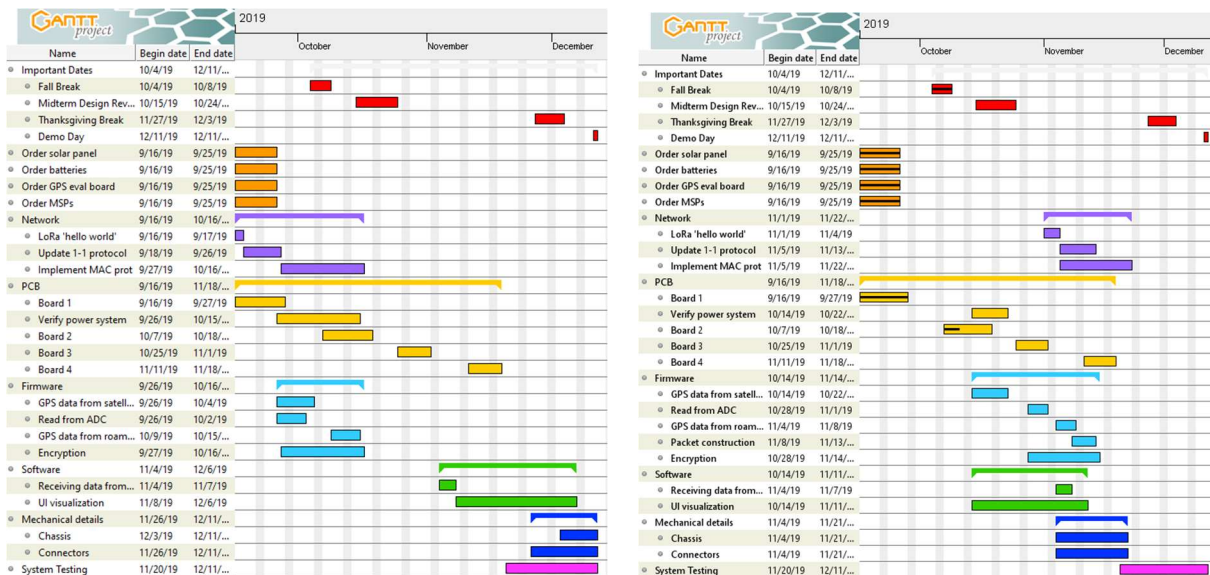 GANTT project
2019
October November December
Name Begin date End date
Important Dates 10/4/19 12/11/...
Fall Break 10/4/19 10/8/19
Midterm Design Rev... 10/15/19 10/24/...
Thanksgiving Break 11/27/19 12/3/19
Demo Day 12/11/19 12/11/...
Order solar panel 9/16/19 9/25/19
Order batteries 9/16/19 9/25/19
Order GPS eval board 9/16/19 9/25/19
Order MSPs 9/16/19 9/25/19
Network 9/16/19 10/16/...
LoRa 'hello world' 9/16/19 9/17/19
Update 1-1 protocol 9/18/19 9/26/19
Implement MAC prot 9/27/19 10/16/...
PCB 9/16/19 11/18/...
Board 1 9/16/19 9/27/19
Verify power system 9/26/19 10/15/...
Board 2 10/7/19 10/18/...
Board 3 10/25/19 11/1/19
Board 4 11/11/19 11/18/...
Firmware 9/26/19 10/16/...
GPS data from satell... 9/26/19 10/4/19
Read from ADC 9/26/19 10/2/19
GPS data from roam... 10/9/19 10/15/...
Encryption 9/27/19 10/16/...
Software 11/4/19 12/6/19
Receiving data from... 11/4/19 11/7/19
UI visualization 11/8/19 12/6/19
Mechanical details 11/26/19 12/11/...
Chassis 12/3/19 12/11/...
Connectors 11/26/19 12/11/...
System Testing 11/20/19 12/11/...
GANTT project
2019
October November December
Name Begin date End date
Important Dates 10/4/19 12/11/...
Fall Break 10/4/19 10/8/19
Midterm Design Rev... 10/15/19 10/24/...
Thanksgiving Break 11/27/19 12/3/19
Demo Day 12/11/19 12/11/...
Order solar panel 9/16/19 9/25/19
Order batteries 9/16/19 9/25/19
Order GPS eval board 9/16/19 9/25/19
Order MSPs 9/16/19 9/25/19
Network 11/1/19 11/22/...
LoRa 'hello world' 11/1/19 11/4/19
Update 1-1 protocol 11/5/19 11/13/...
Implement MAC prot 11/5/19 11/22/...
PCB 9/16/19 11/18/...
Board 1 9/16/19 9/27/19
Verify power system 10/14/19 10/22/...
Board 2 10/7/19 10/18/...
Board 3 10/25/19 11/1/19
Board 4 11/11/19 11/18/...
Firmware 10/14/19 11/14/...
GPS data from satell... 10/14/19 10/22/...
Read from ADC 10/28/19 11/1/19
GPS data from roam... 11/4/19 11/8/19
Packet construction 11/8/19 11/13/...
Encryption 10/28/19 11/14/...
Software 10/14/19 11/11/...
Receiving data from... 11/4/19 11/7/19
UI visualization 10/14/19 11/11/...
Mechanical details 11/4/19 11/21/...
Chassis 11/4/19 11/21/...
Connectors 11/4/19 11/21/...
System Testing 11/20/19 12/11/...